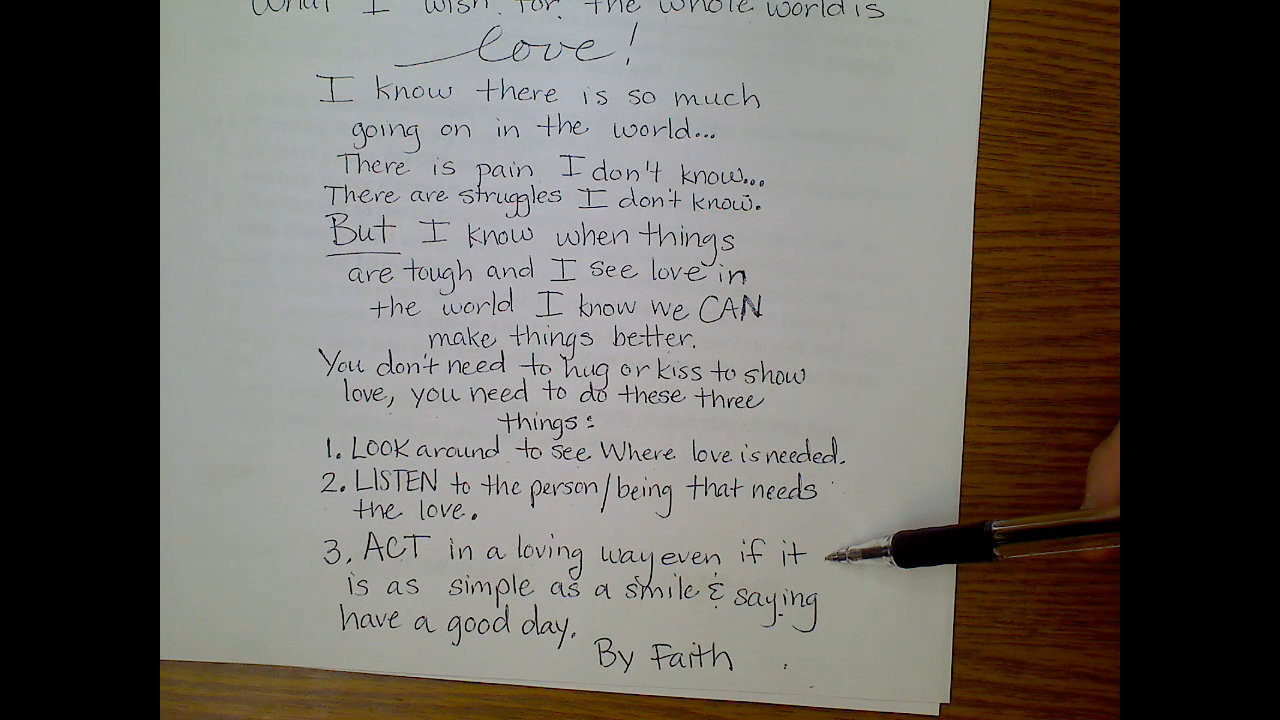 What I wish for the whole world is
love!
I know there is so much
going on in the world...
There is pain I don't know...
There are struggles I don't know.
But I know when things
are tough and I see love in
the world I know we CAN
make things better.
You don't need to hug or kiss to show
love, you need to do these three
things:
1. LOOK around to see Where love is needed.
2. LISTEN to the person/being that needs
the love.
3. ACT in a loving way even if it
is as simple as a smile & saying
have a good day.
By Faith